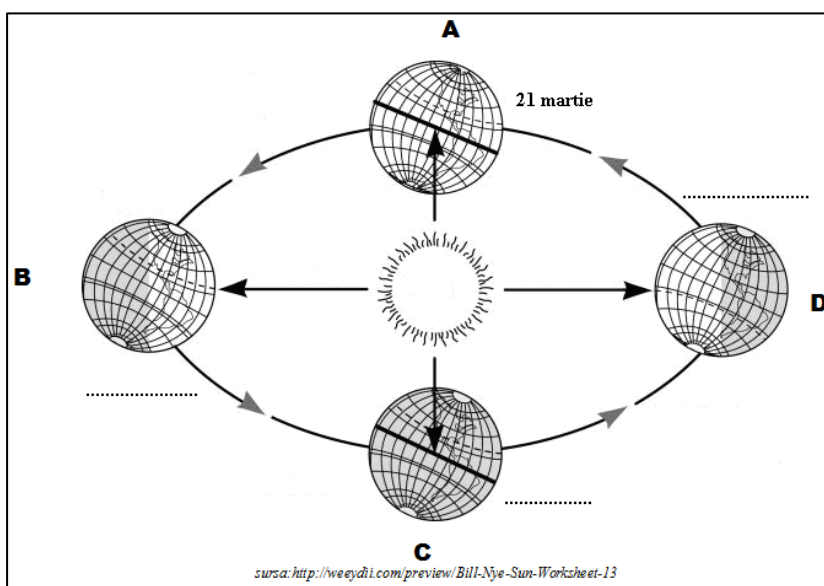 A
21 martie
....................
B
D
..................
..............
C
sursa:http://weeydii.com/preview/Bill-Nye-Sun-Worksheet-13